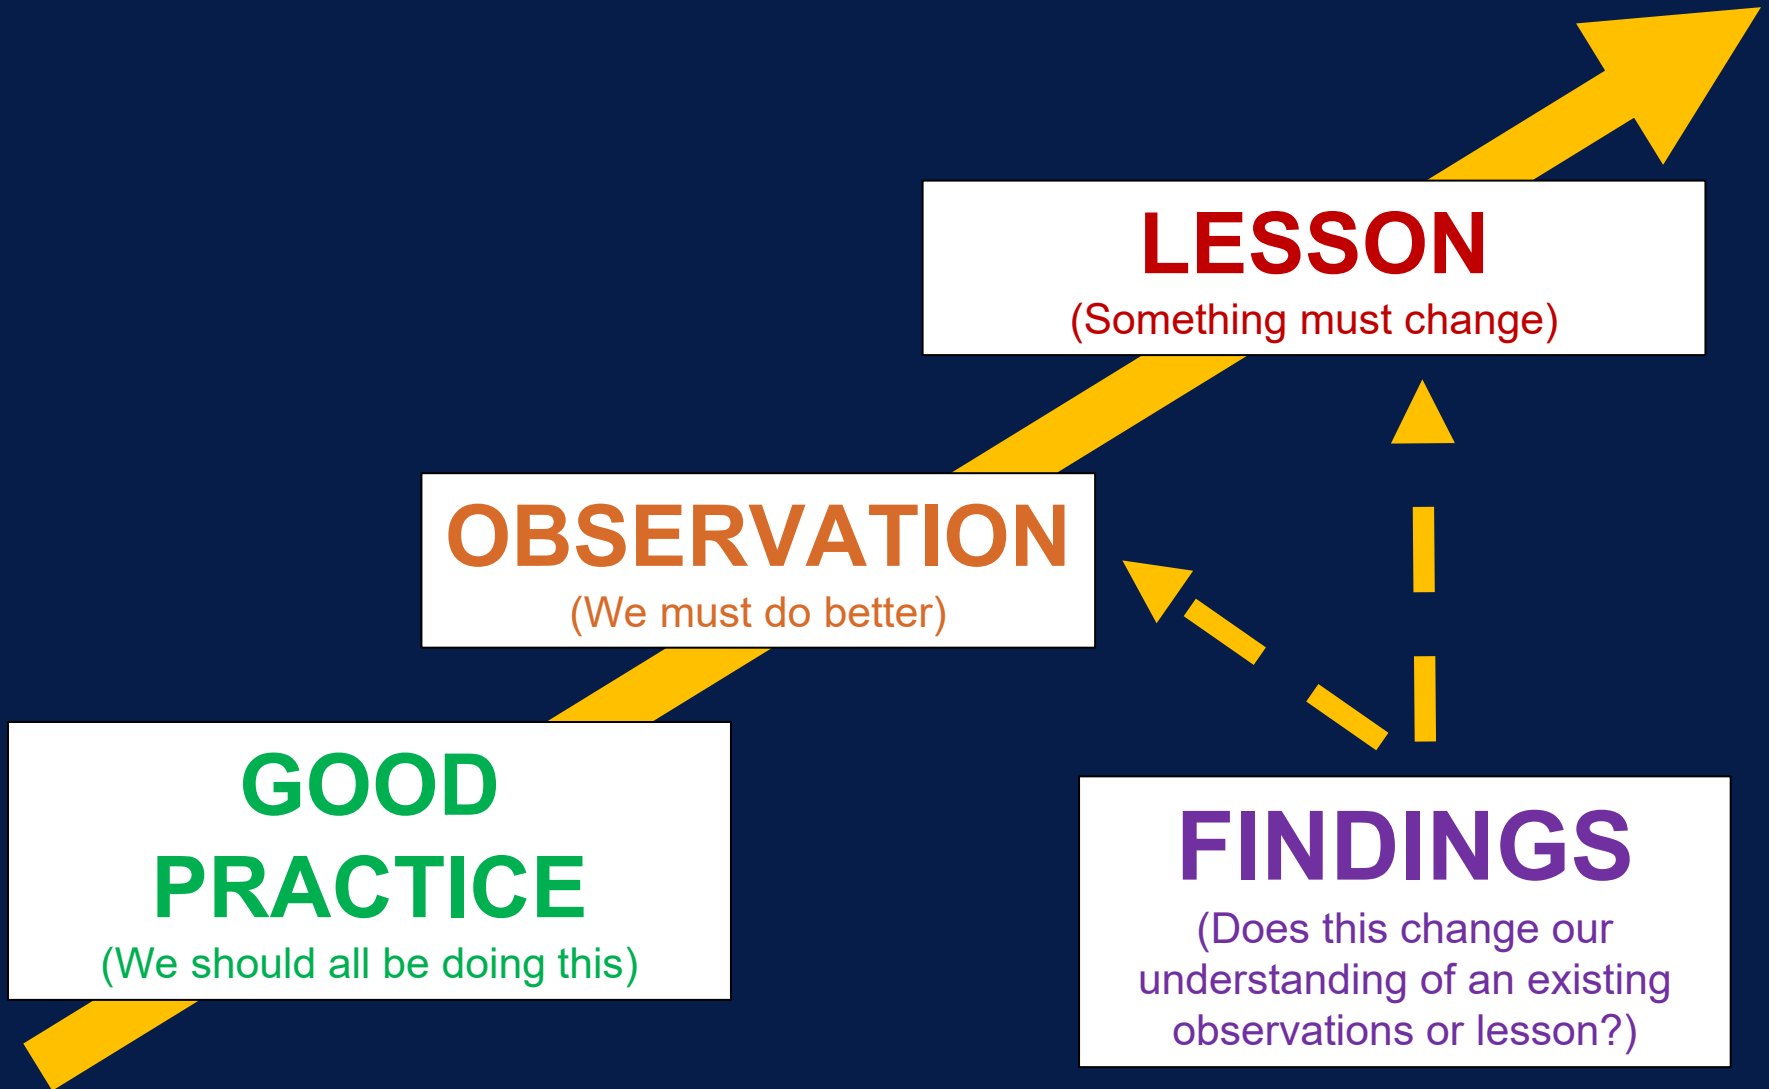 LESSON
(Something must change)
OBSERVATION
(We must do better)
GOOD
PRACTICE
(We should all be doing this)
FINDINGS
(Does this change our
understanding of an existing
observations or lesson?)